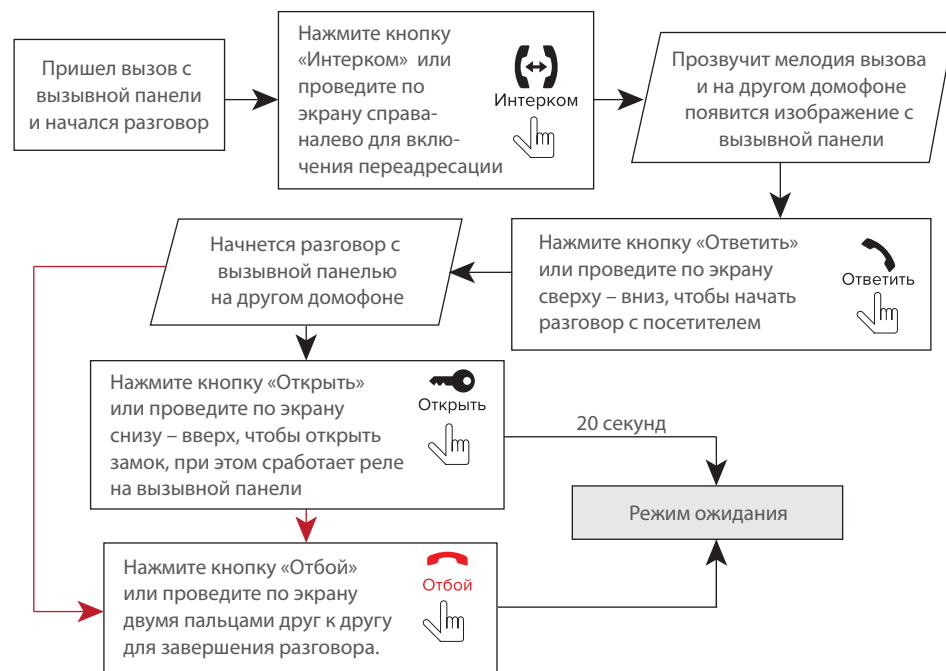 Пришел вызов с
вызывной панели
и начался разговор
Нажмите кнопку
«Интерком» или
проведите по
экрану справа-
налево для вклю-
чения переадресации
Интерком
Прозвучит мелодия вызова
и на другом домофоне
появится изображение с
вызывной панели
Нажмите кнопку «Ответить»
или проведите по экрану
сверху – вниз, чтобы начать
разговор с посетителем
Ответить
Начнется разговор с
вызывной панелью
на другом домофоне
Нажмите кнопку «Открыть»
или проведите по экрану
снизу – вверх, чтобы открыть
замок, при этом сработает реле
на вызывной панели
Открыть
20 секунд
Режим ожидания
Нажмите кнопку «Отбой»
или проведите по экрану
двумя пальцами друг к другу
для завершения разговора.
Отбой